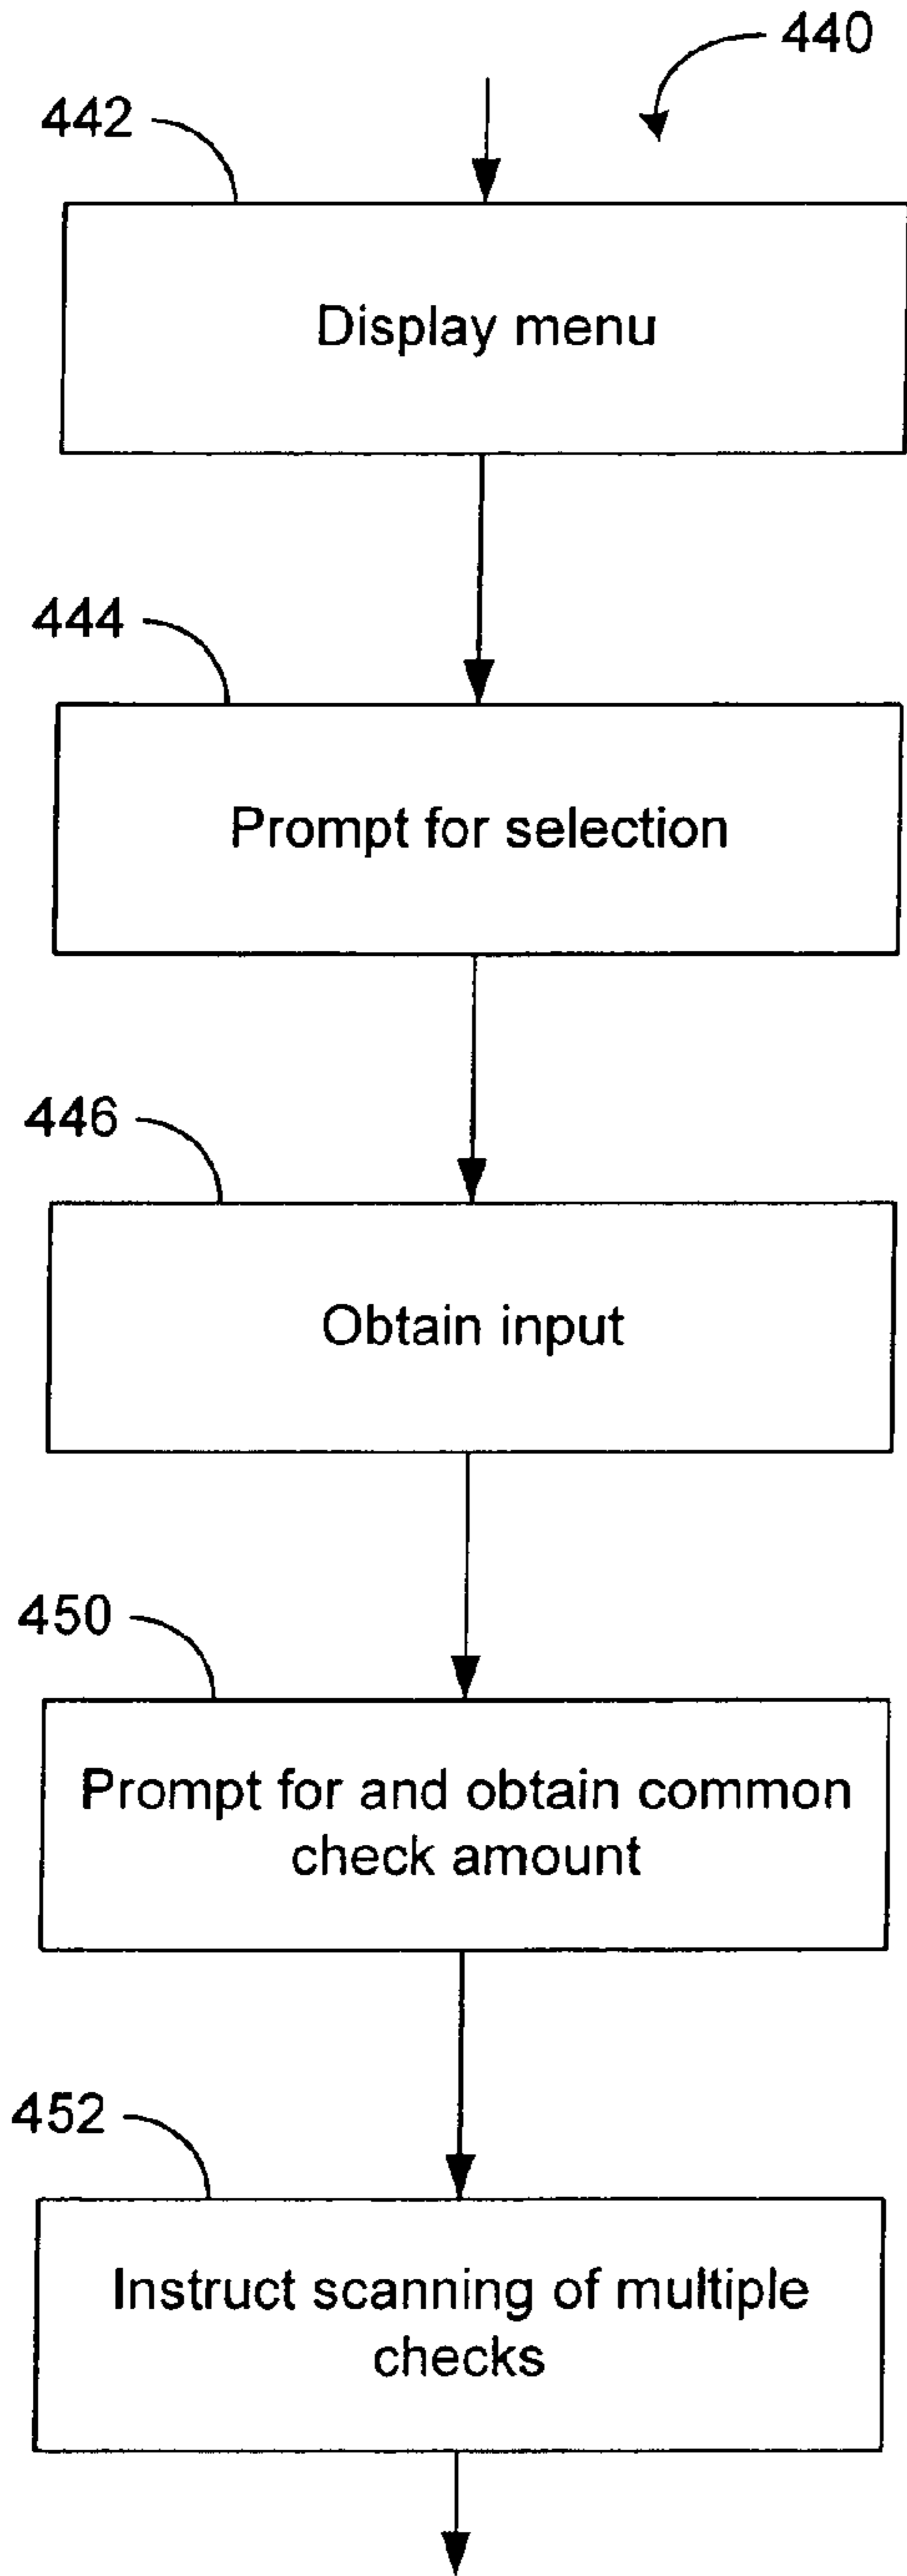 440
442
Display menu
444
Prompt for selection
446
Obtain input
450
Prompt for and obtain common
check amount
452
Instruct scanning of multiple
checks